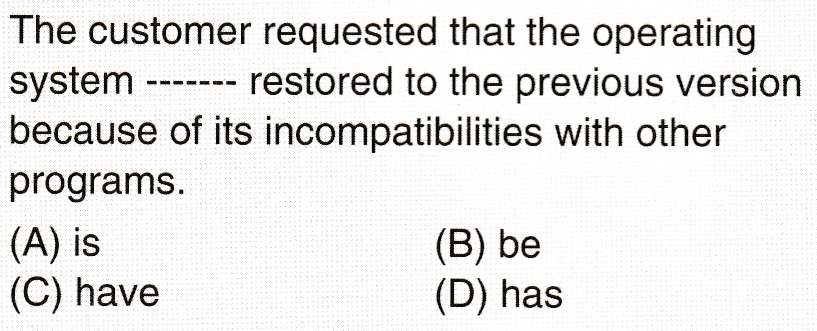 The customer requested that the operating
system ------- restored to the previous version
because of its incompatibilities with other
programs.
(A) is (B) be
(C) have (D) has